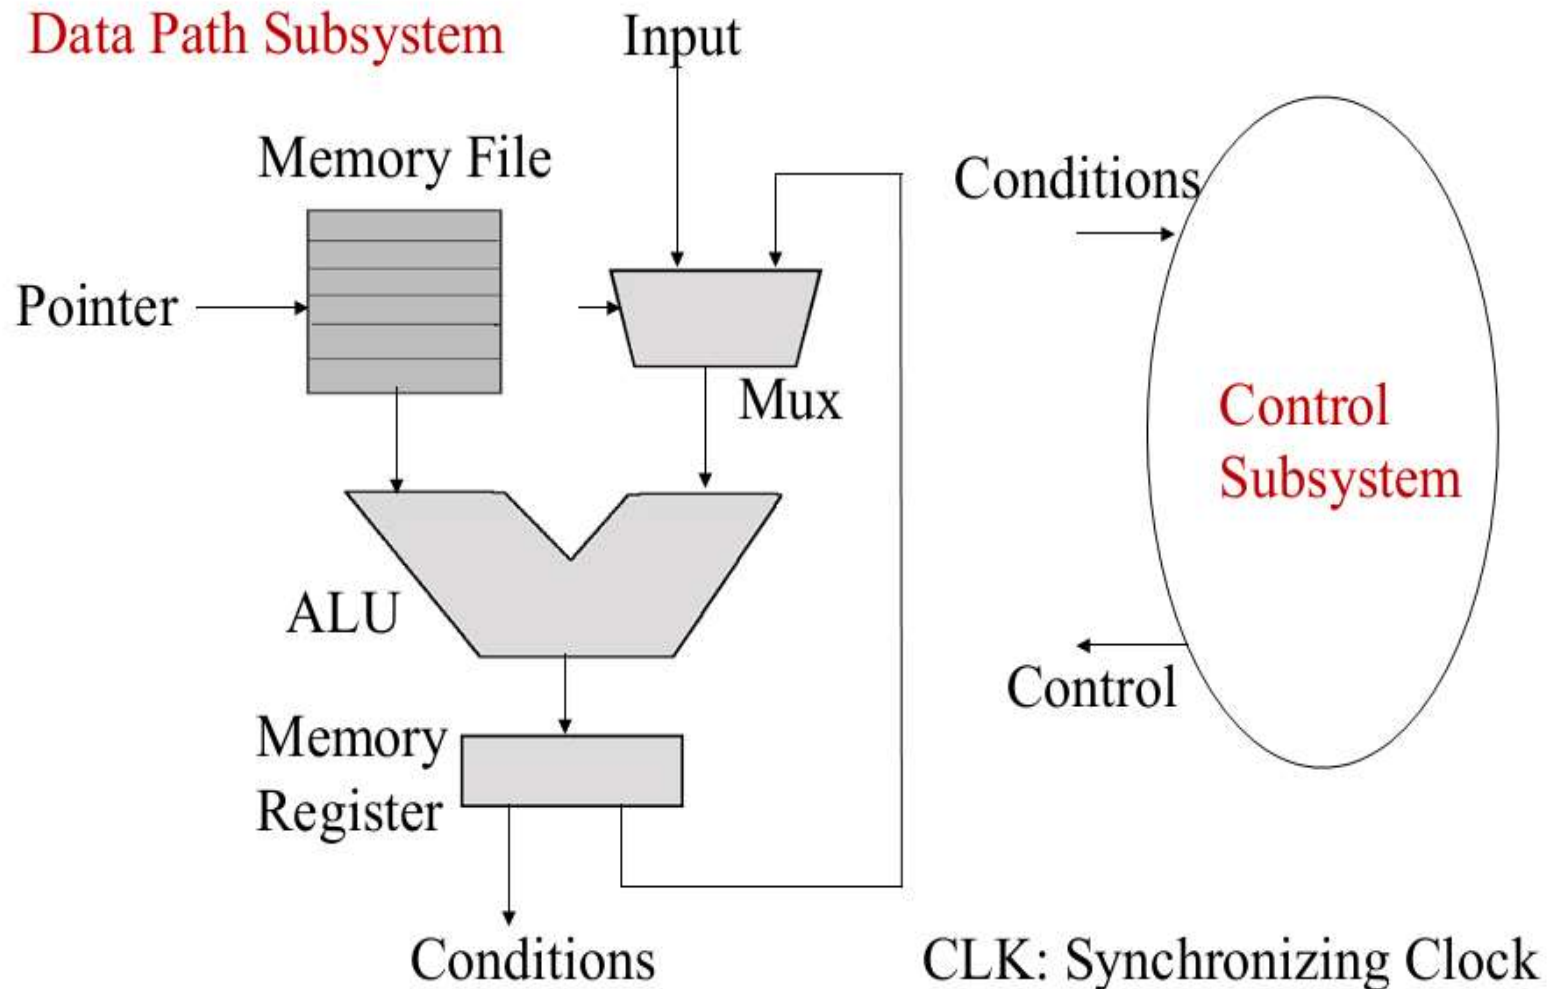 Data Path Subsystem
Input
Memory File
Conditions
Pointer
Mux
Control
Subsystem
ALU
Control
Memory
Register
Conditions
CLK: Synchronizing Clock